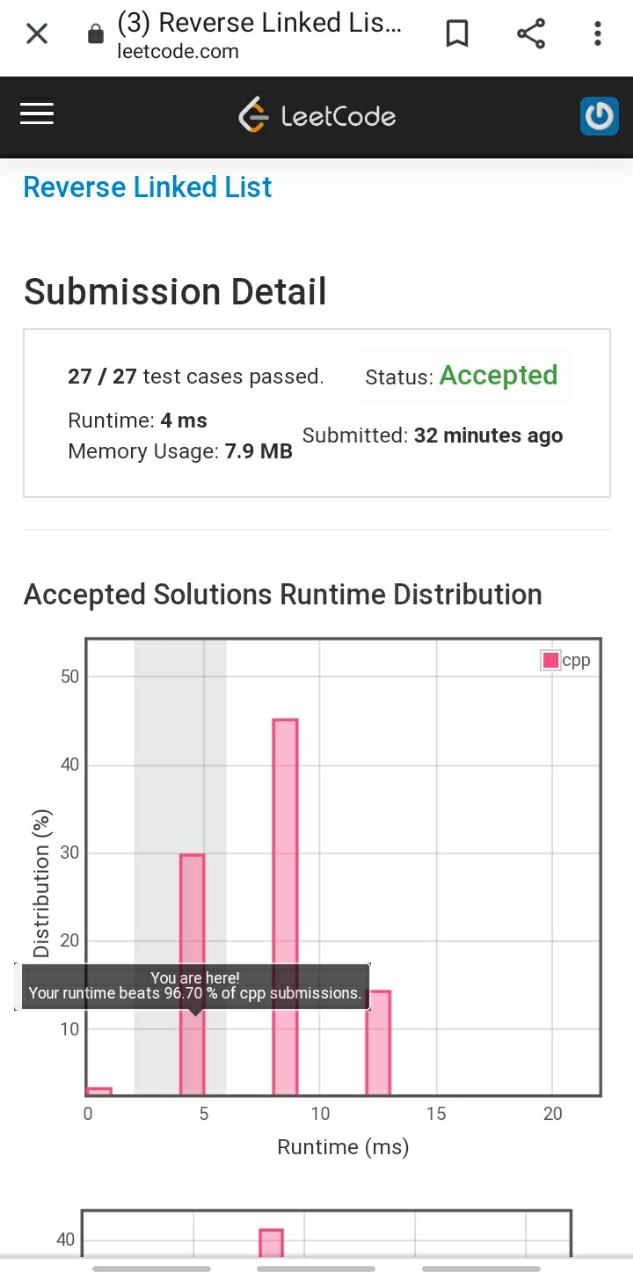 (3) Reverse Linked Lis...
leetcode.com
LeetCode
Reverse Linked List
Submission Detail
27 / 27 test cases passed.
Status: Accepted
Runtime: 4 ms
Submitted: 32 minutes ago
Memory Usage: 7.9 MB
Accepted Solutions Runtime Distribution
cpp
50
40
30
20
10
Distribution (%)
You are here!
Your runtime beats 96.70 % of cpp submissions.
0 5 10 15 20
Runtime (ms)
40